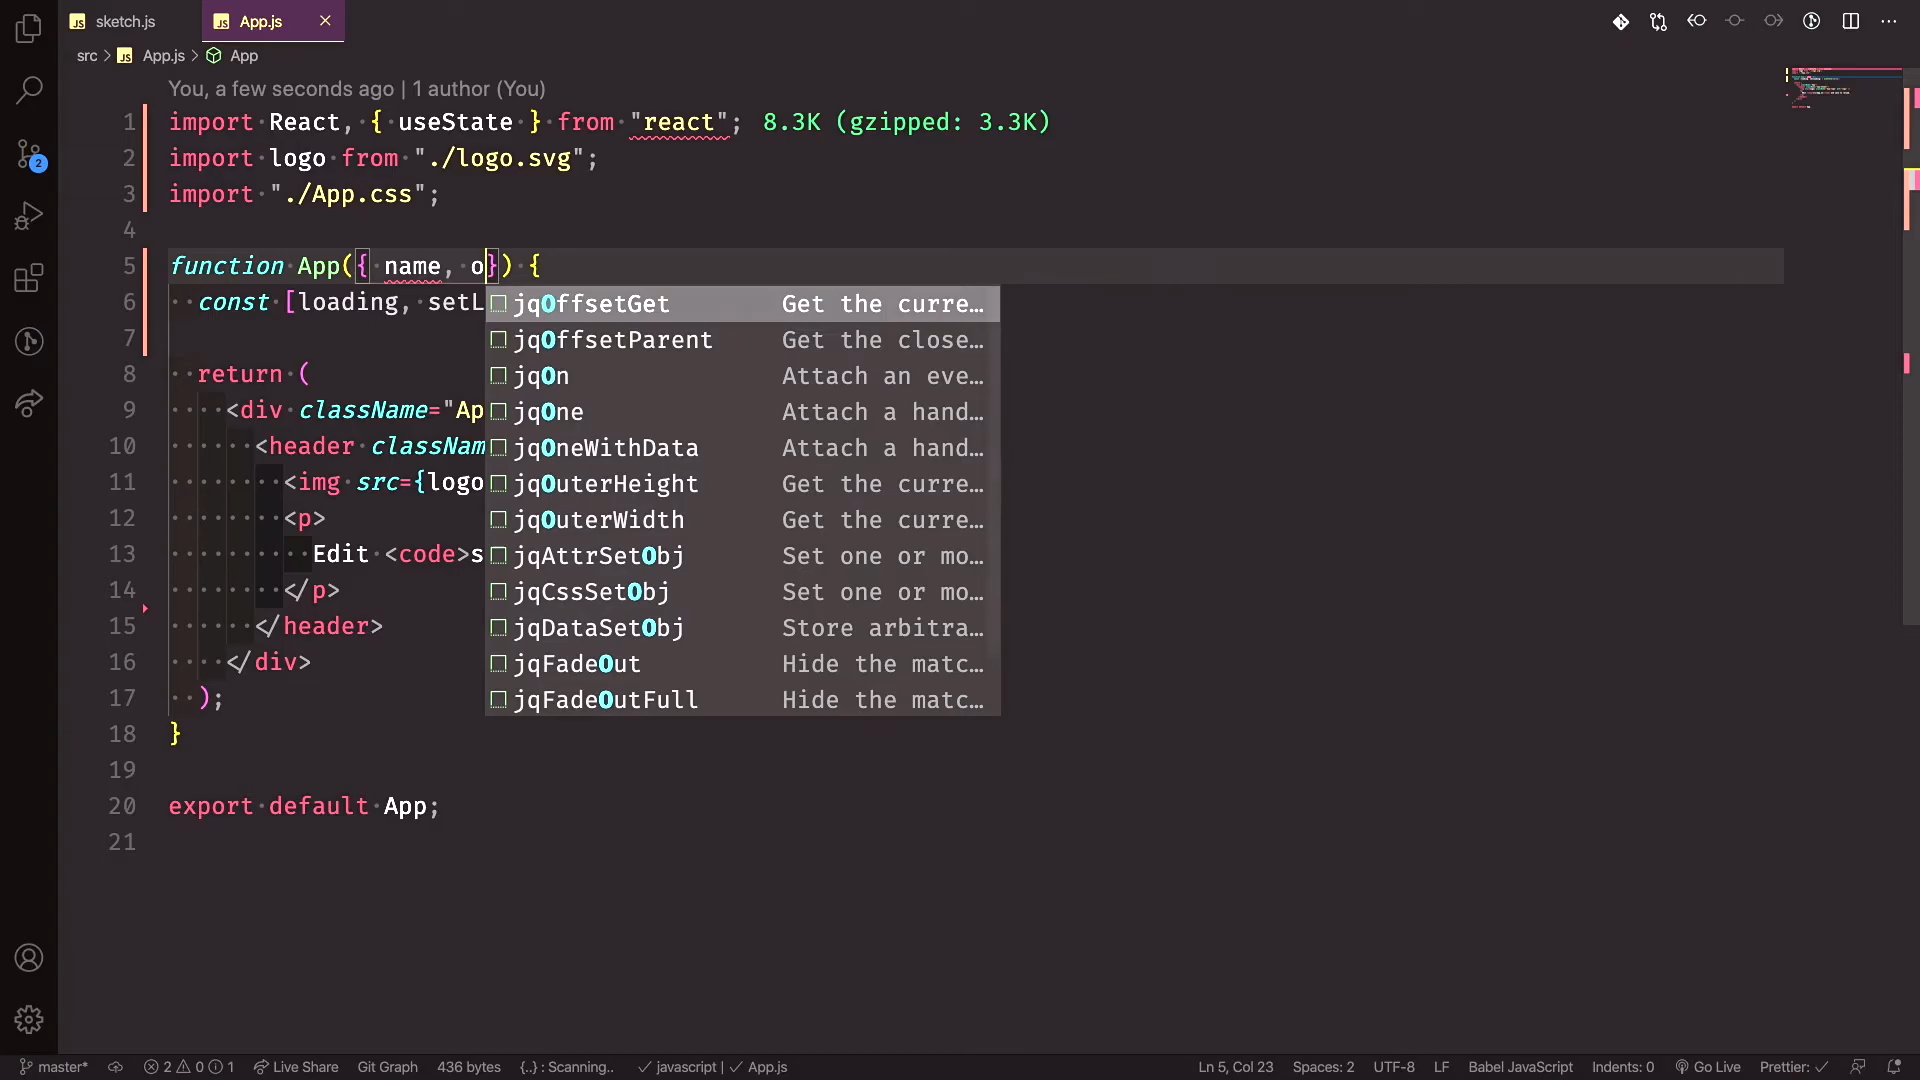 sketch.js App.js
src > App.js > App
You, a few seconds ago | 1 author (You)
1 import React, { useState } from "react"; 8.3K (gzipped: 3.3K)
2 import logo from "./logo.svg";
3 import "./App.css";
4
5 function App({ name, o}) {
6 const [loading, setL
jqOffsetGet Get the curre…
7
jqOffsetParent Get the close…
8 return (
jqOn Attach an eve…
9 <div className="Ap
jqOne Attach a hand…
10 <header classNam
jqOneWithData Attach a hand…
11 <img src={logo
jqOuterHeight Get the curre…
12 <p>
jqOuterWidth Get the curre…
13 Edit <code>s
jqAttrSetObj Set one or mo…
14 </p>
jqCssSetObj Set one or mo…
15 </header>
jqDataSetObj Store arbitra…
16 </div>
jqFadeOut Hide the matc…
17 );
jqFadeOutFull Hide the matc…
18 }
19
20 export default App;
21
2
master* 2 0 1 Live Share Git Graph 436 bytes {..} : Scanning.. javascript | App.js Ln 5, Col 23 Spaces: 2 UTF-8 LF Babel JavaScript Indents: 0 Go Live Prettier: